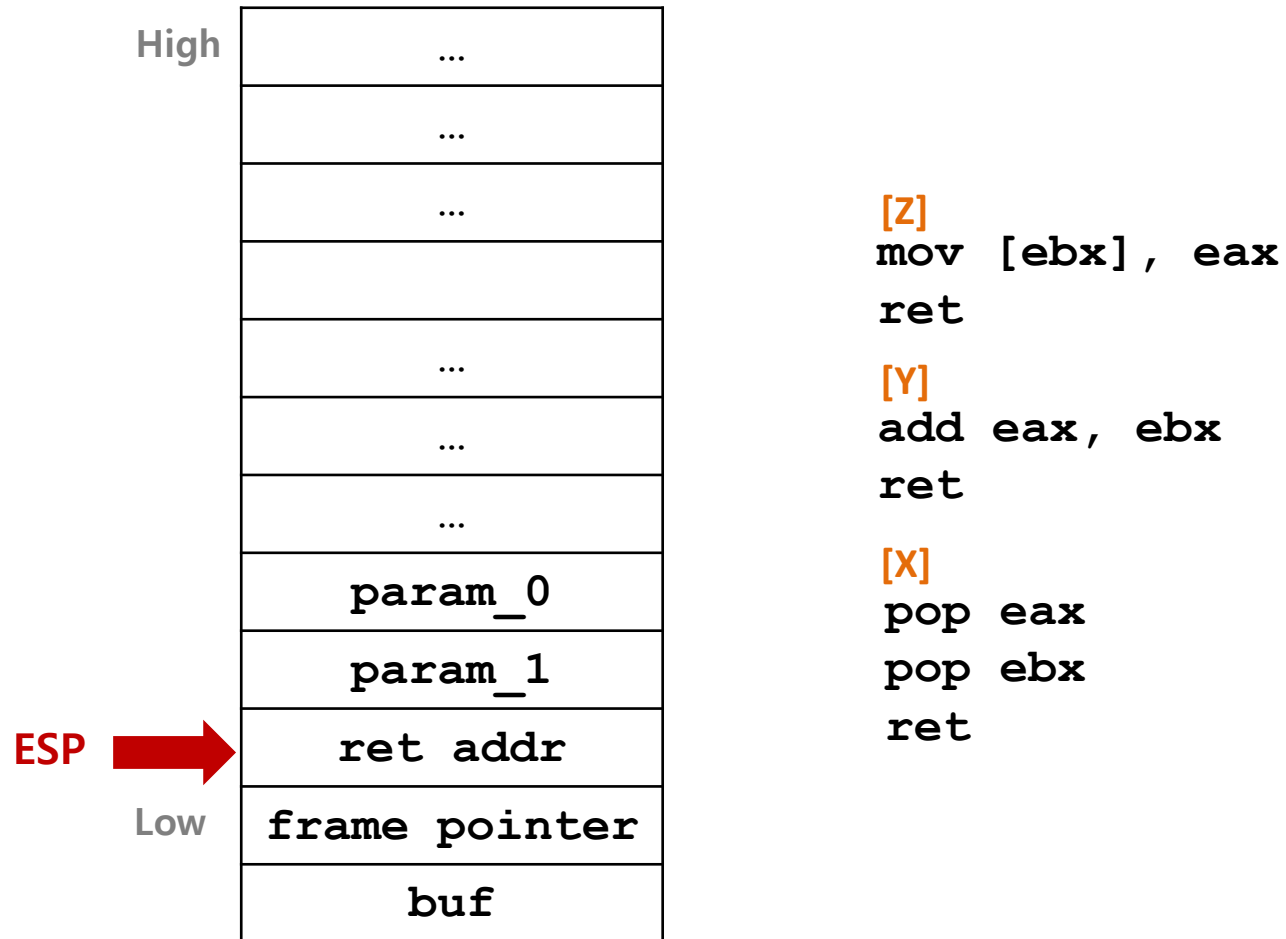 High
...
...
...
...
...
...
param_0
param_1
ESP
ret addr
Low
frame pointer
buf
[Z]
mov [ebx], eax
ret
[Y]
add eax, ebx
ret
[X]
pop eax
pop ebx
ret